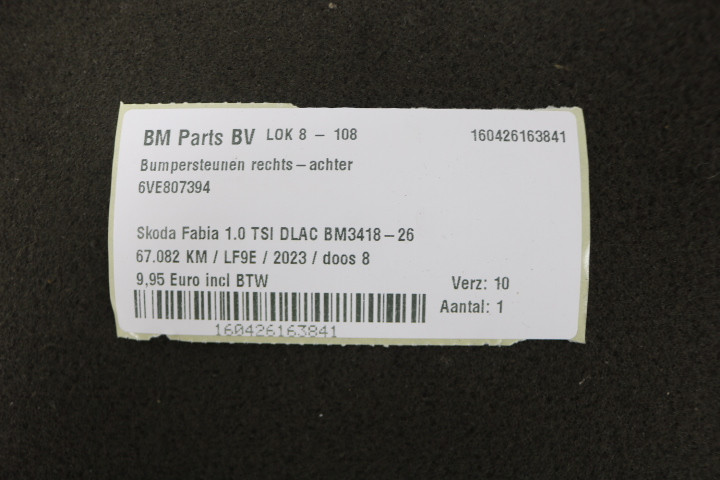 BM Parts BV LOK 8 - 108 160426163841
Bumpersteunen rechts-achter
6VE807394
Skoda Fabia 1.0 TSI DLAC BM3418-26
67.082 KM / LF9E / 2023 / doos 8
9,95 Euro incl BTW Verz: 10
Aantal: 1
160426163841